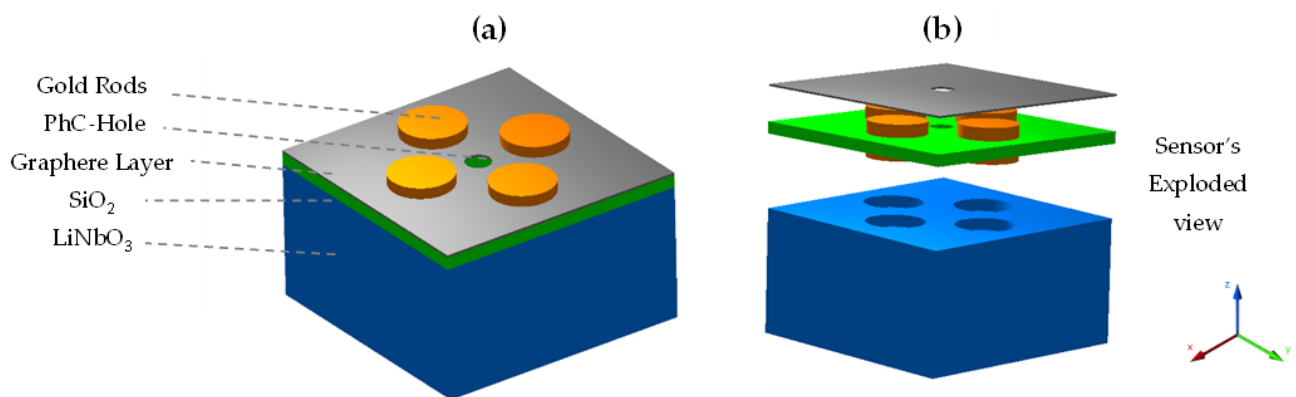 (a)
(b)
Gold Rods
PhC-Hole
Graphere Layer
SiO₂
LiNbO₃
Sensor's
Exploded
view
z
x
y